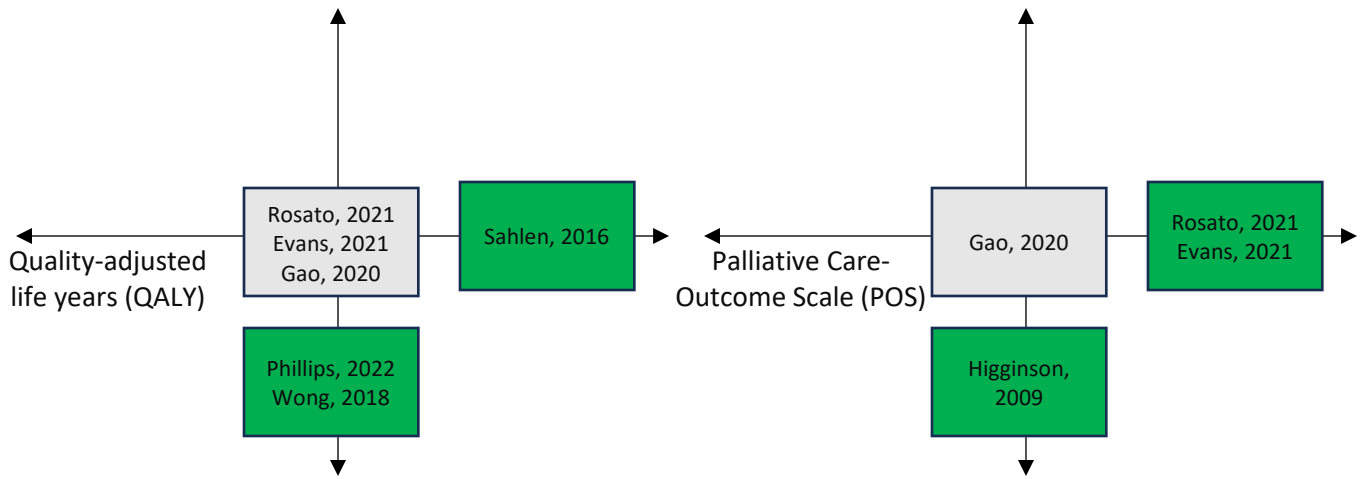 Rosato, 2021
Evans, 2021
Gao, 2020
Sahlen, 2016
Quality-adjusted
life years (QALY)
Phillips, 2022
Wong, 2018
Gao, 2020
Rosato, 2021
Evans, 2021
Palliative Care-
Outcome Scale (POS)
Higginson,
2009